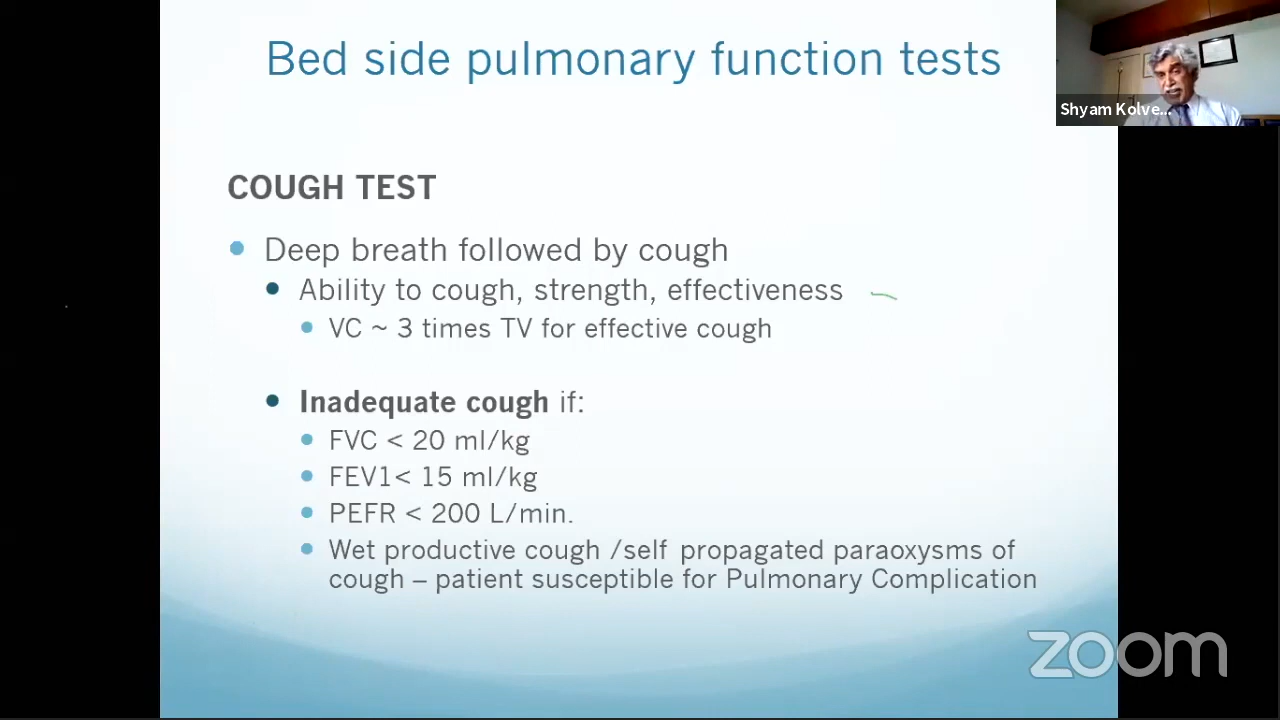 Bed side pulmonary function tests
Shyam Kolve...
COUGH TEST
Deep breath followed by cough
Ability to cough, strength, effectiveness
VC ~ 3 times TV for effective cough
Inadequate cough if:
FVC < 20 ml/kg
FEV1< 15 ml/kg
PEFR < 200 L/min.
Wet productive cough /self propagated paraoxysms of
cough – patient susceptible for Pulmonary Complication
zoom